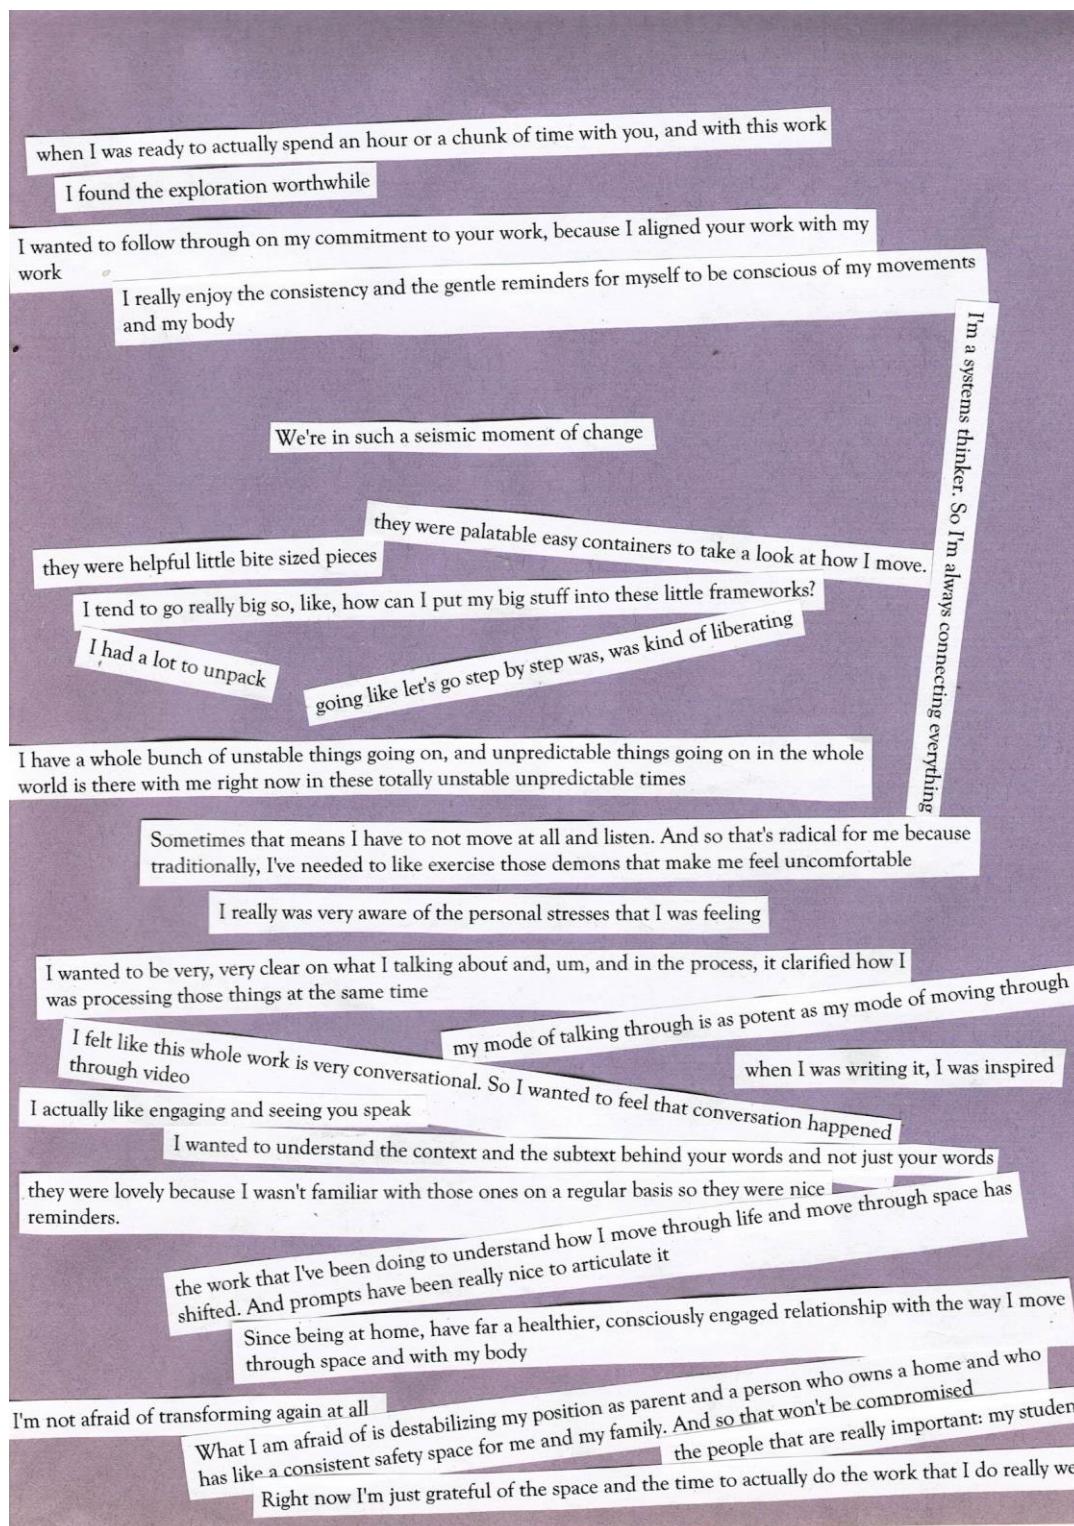 when I was ready to actually spend an hour or a chunk of time with you, and with this work
I found the exploration worthwhile
I wanted to follow through on my commitment to your work, because I aligned your work with my
work
I really enjoy the consistency and the gentle reminders for myself to be conscious of my movements
and my body
I'm a systems thinker. So I'm always connecting everything
We're in such a seismic moment of change
they were palatable easy containers to take a look at how I move.
they were helpful little bite sized pieces
I tend to go really big so, like, how can I put my big stuff into these little frameworks?
I had a lot to unpack
going like let's go step by step was, was kind of liberating
I have a whole bunch of unstable things going on, and unpredictable things going on in the whole
world is there with me right now in these totally unstable unpredictable times
Sometimes that means I have to not move at all and listen. And so that's radical for me because
traditionally, I've needed to like exercise those demons that make me feel uncomfortable
I really was very aware of the personal stresses that I was feeling
I wanted to be very, very clear on what I talking about and, um, and in the process, it clarified how I
was processing those things at the same time
my mode of talking through is as potent as my mode of moving through
I felt like this whole work is very conversational. So I wanted to feel that conversation happened
through video
when I was writing it, I was inspired
I actually like engaging and seeing you speak
I wanted to understand the context and the subtext behind your words and not just your words
they were lovely because I wasn't familiar with those ones on a regular basis so they were nice
reminders.
the work that I've been doing to understand how I move through life and move through space has
shifted. And prompts have been really nice to articulate it
Since being at home, have far a healthier, consciously engaged relationship with the way I move
through space and with my body
I'm not afraid of transforming again at all
What I am afraid of is destabilizing my position as parent and a person who owns a home and who
has like a consistent safety space for me and my family. And so that won't be compromised
the people that are really important: my studen
Right now I'm just grateful of the space and the time to actually do the work that I do really we